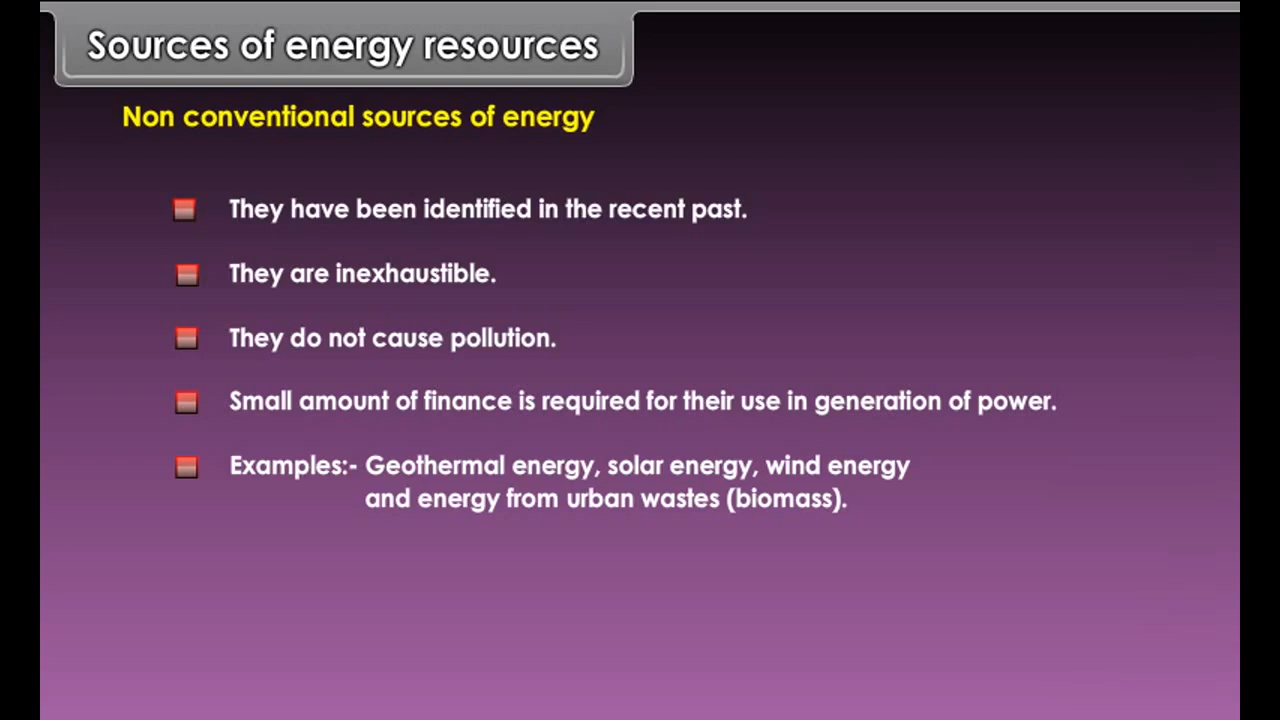 Sources of energy resources
Non conventional sources of energy
They have been identified in the recent past.
They are inexhaustible.
They do not cause pollution.
Small amount of finance is required for their use in generation of power.
Examples:- Geothermal energy, solar energy, wind energy
and energy from urban wastes (biomass).